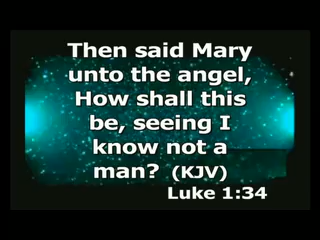 Then said Mary
unto the angel,
How shall this
be, seeing I
know not a
man? (KJV)
Luke 1:34